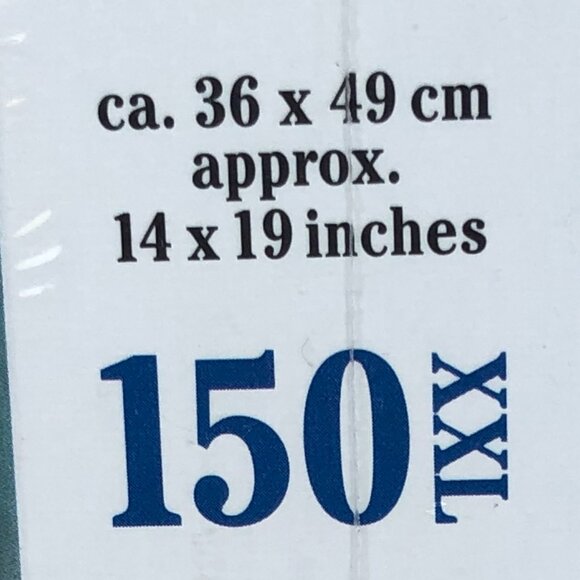 ca. 36 x 49 cm
approx.
14 x 19 inches
150 XXL